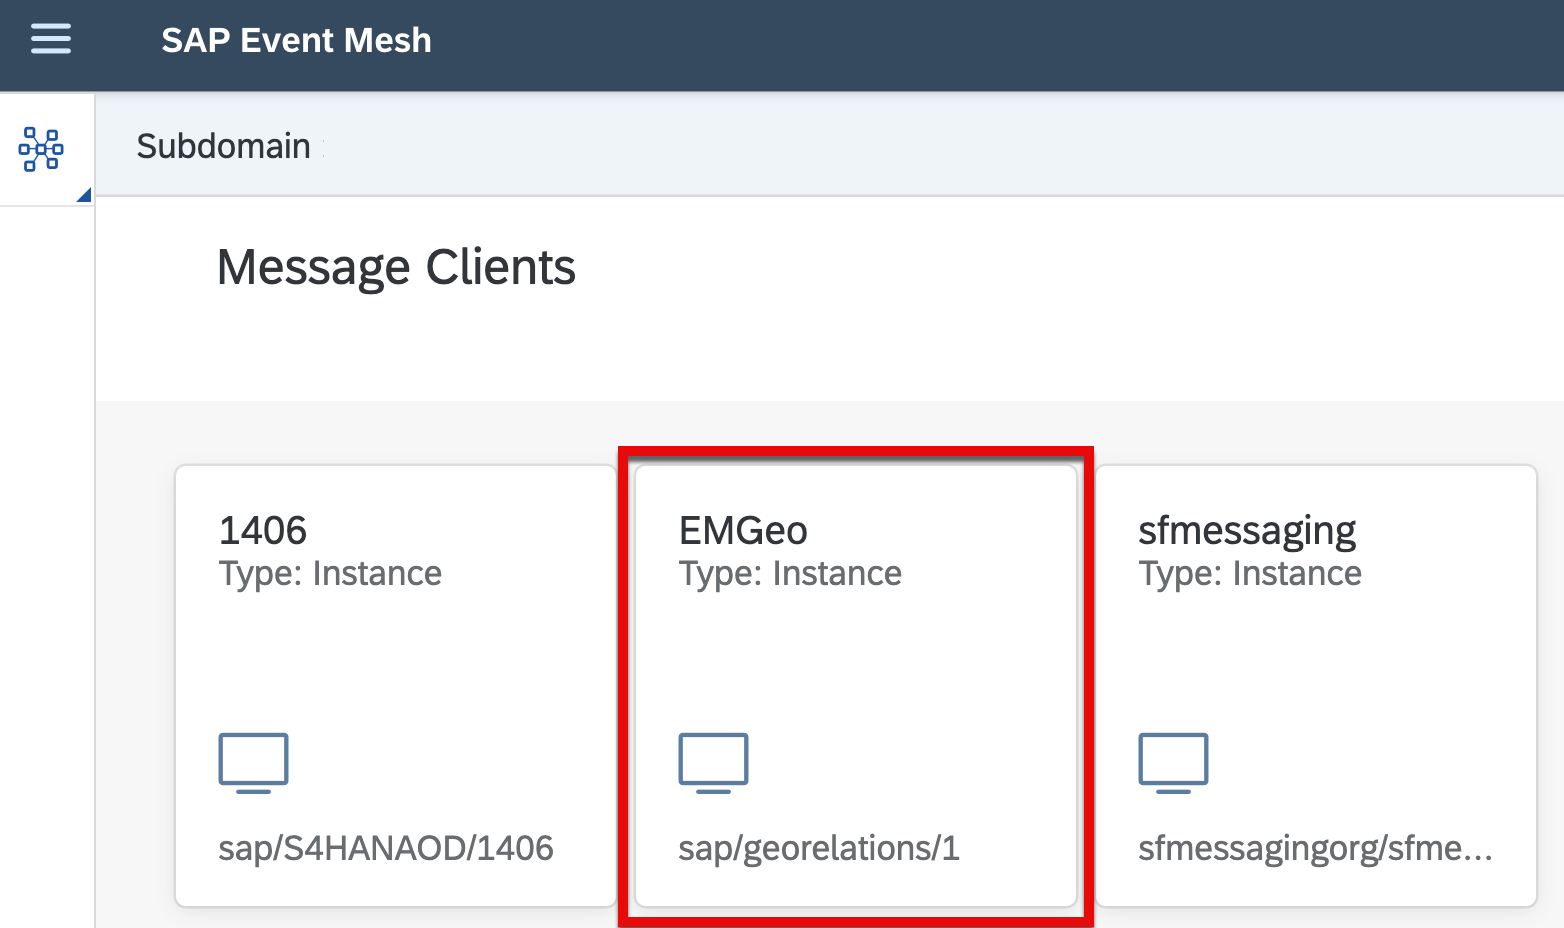 SAP Event Mesh
Subdomain :
Message Clients
1406
Type: Instance
sap/S4HANAOD/1406
EMGeo
Type: Instance
sap/georelations/1
sfmessaging
Type: Instance
sfmessagingorg/sfme...